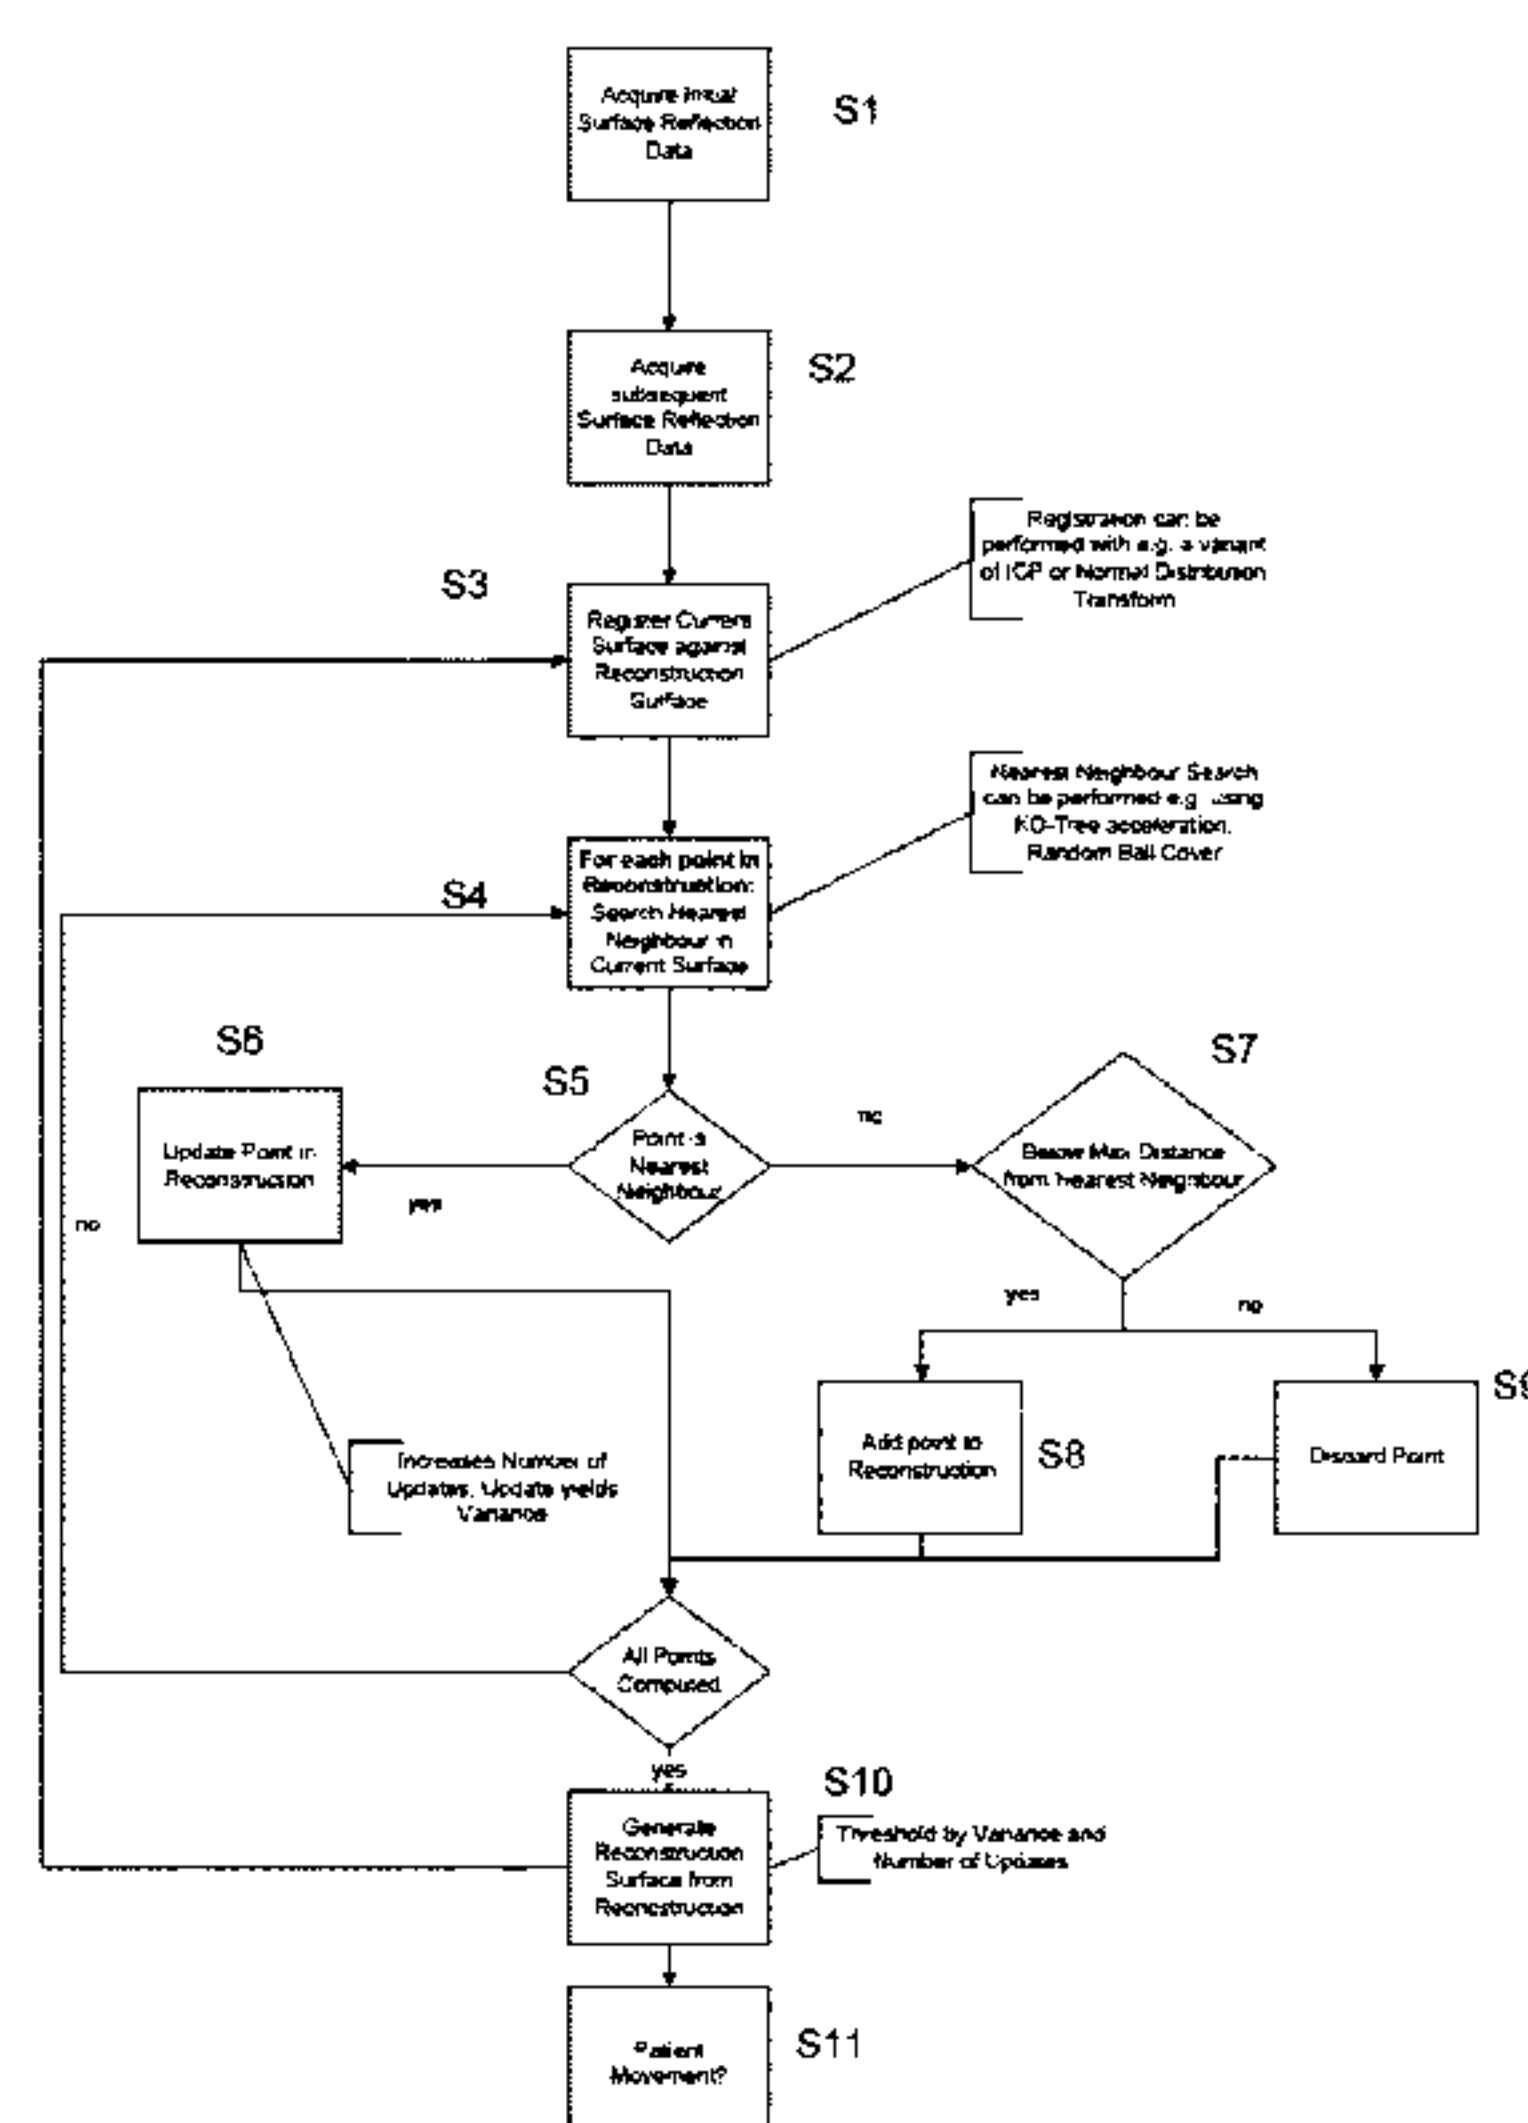 Acquire Initial
Surface Reflection
Data
S1
Acquire
subsequent
Surface Reflection
Data
S2
Registration can be
performed with e.g. a variant
of ICP or Normal Distribution
Transform
S3
Register Current
Surface against
Reconstruction
Surface
Nearest Neighbour Search
can be performed e.g. using
KD-Tree acceleration,
Random Ball Cover
S4
For each point in
Reconstruction:
Search Nearest
Neighbour in
Current Surface
S6
S5
S7
Update Point in
Reconstruction
yes
Point is
Nearest
Neighbour
no
Below Max Distance
from Nearest Neighbour
no
yes
no
Increases Number of
Updates, Update yields
Variance
Add point to
Reconstruction
S8
Discard Point
S9
All Points
Computed
yes
S10
Generate
Reconstruction
Surface from
Reconstruction
Threshold by Variance and
Number of Updates
Patient
Movement?
S11